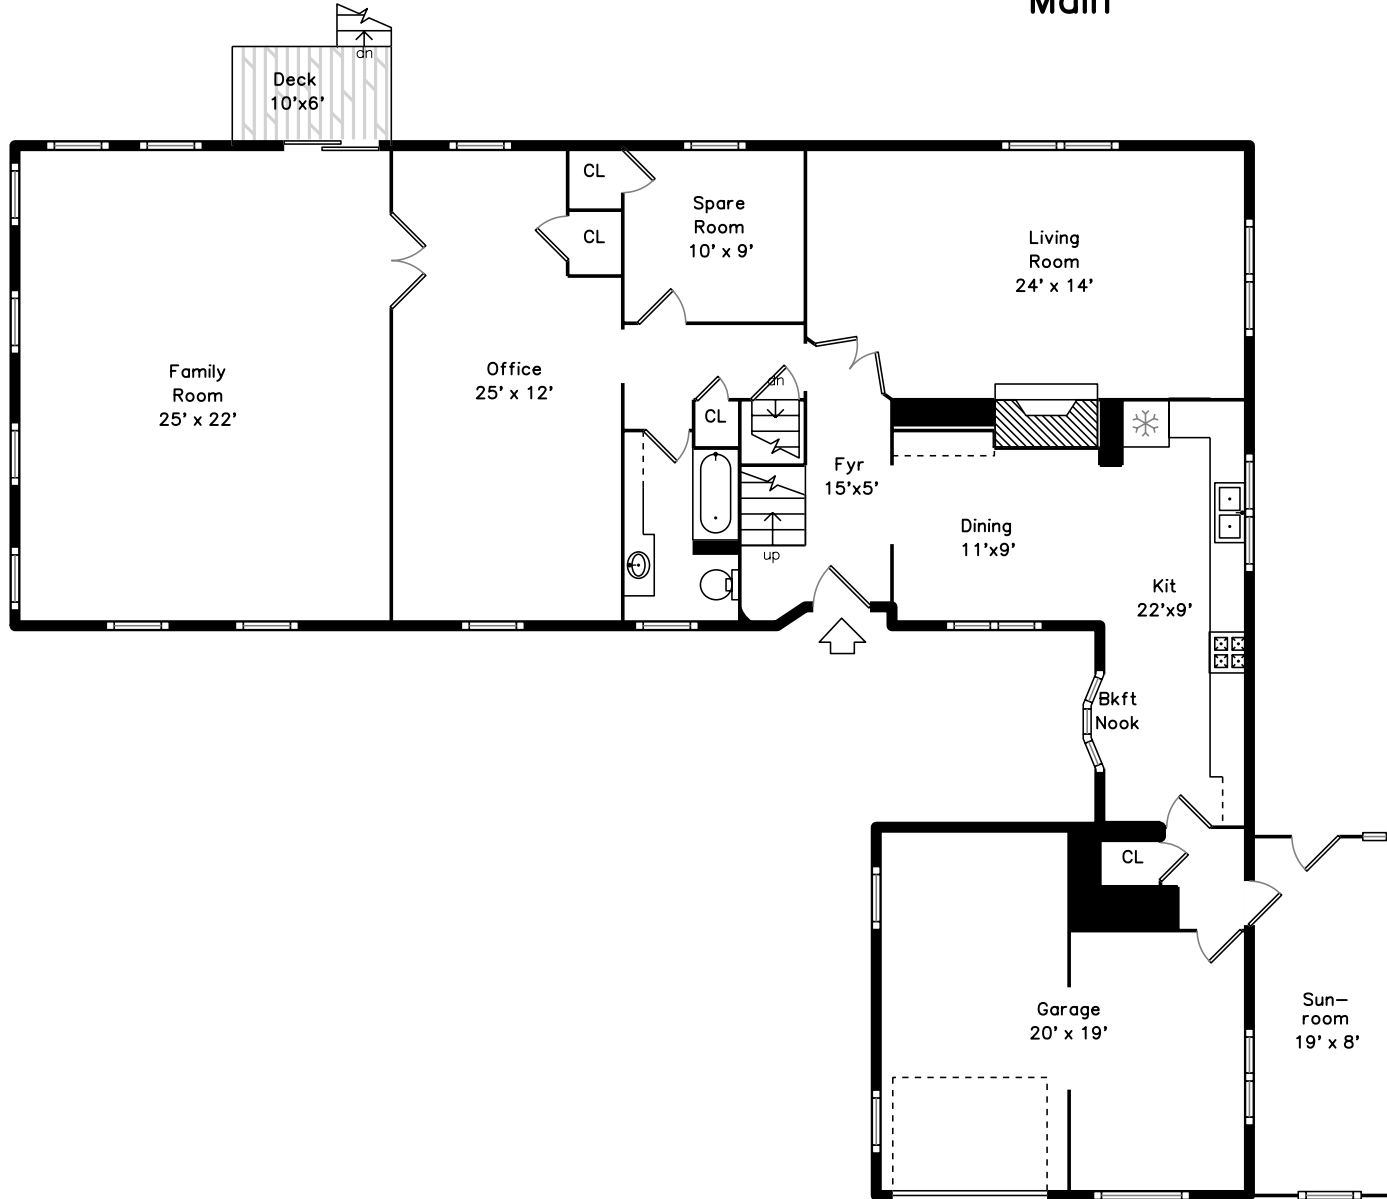 Main
dn
Deck
10'x6'
CL
Spare
Room
10' x 9'
CL
Living
Room
24' x 14'
Family
Room
25' x 22'
Office
25' x 12'
dn
CL
Fyr
15'x5'
Dining
11'x9'
up
Kit
22'x9'
Bkft
Nook
CL
Garage
20' x 19'
Sun-
room
19' x 8'